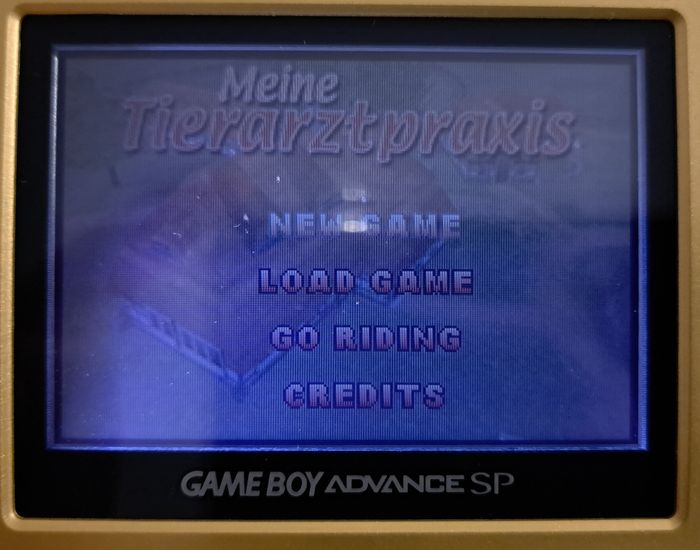 Meine
Tierarztpraxis
NEW GAME
LOAD GAME
GO RIDING
CREDITS
GAME BOY ADVANCE SP